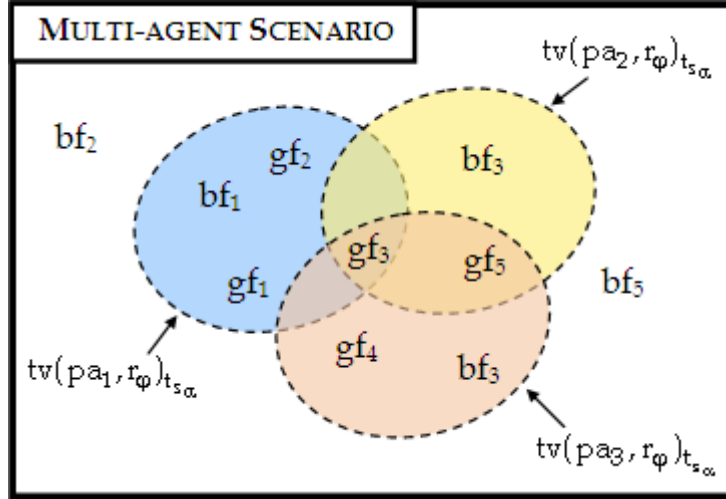 MULTI-AGENT SCENARIO
tv(pa₂, rφ)ₜₛα
bf₂
gf₂
bf₃
bf₁
gf₃
gf₅
gf₁
bf₅
gf₄
bf₃
tv(pa₁, rφ)ₜₛα
tv(pa₃, rφ)ₜₛα